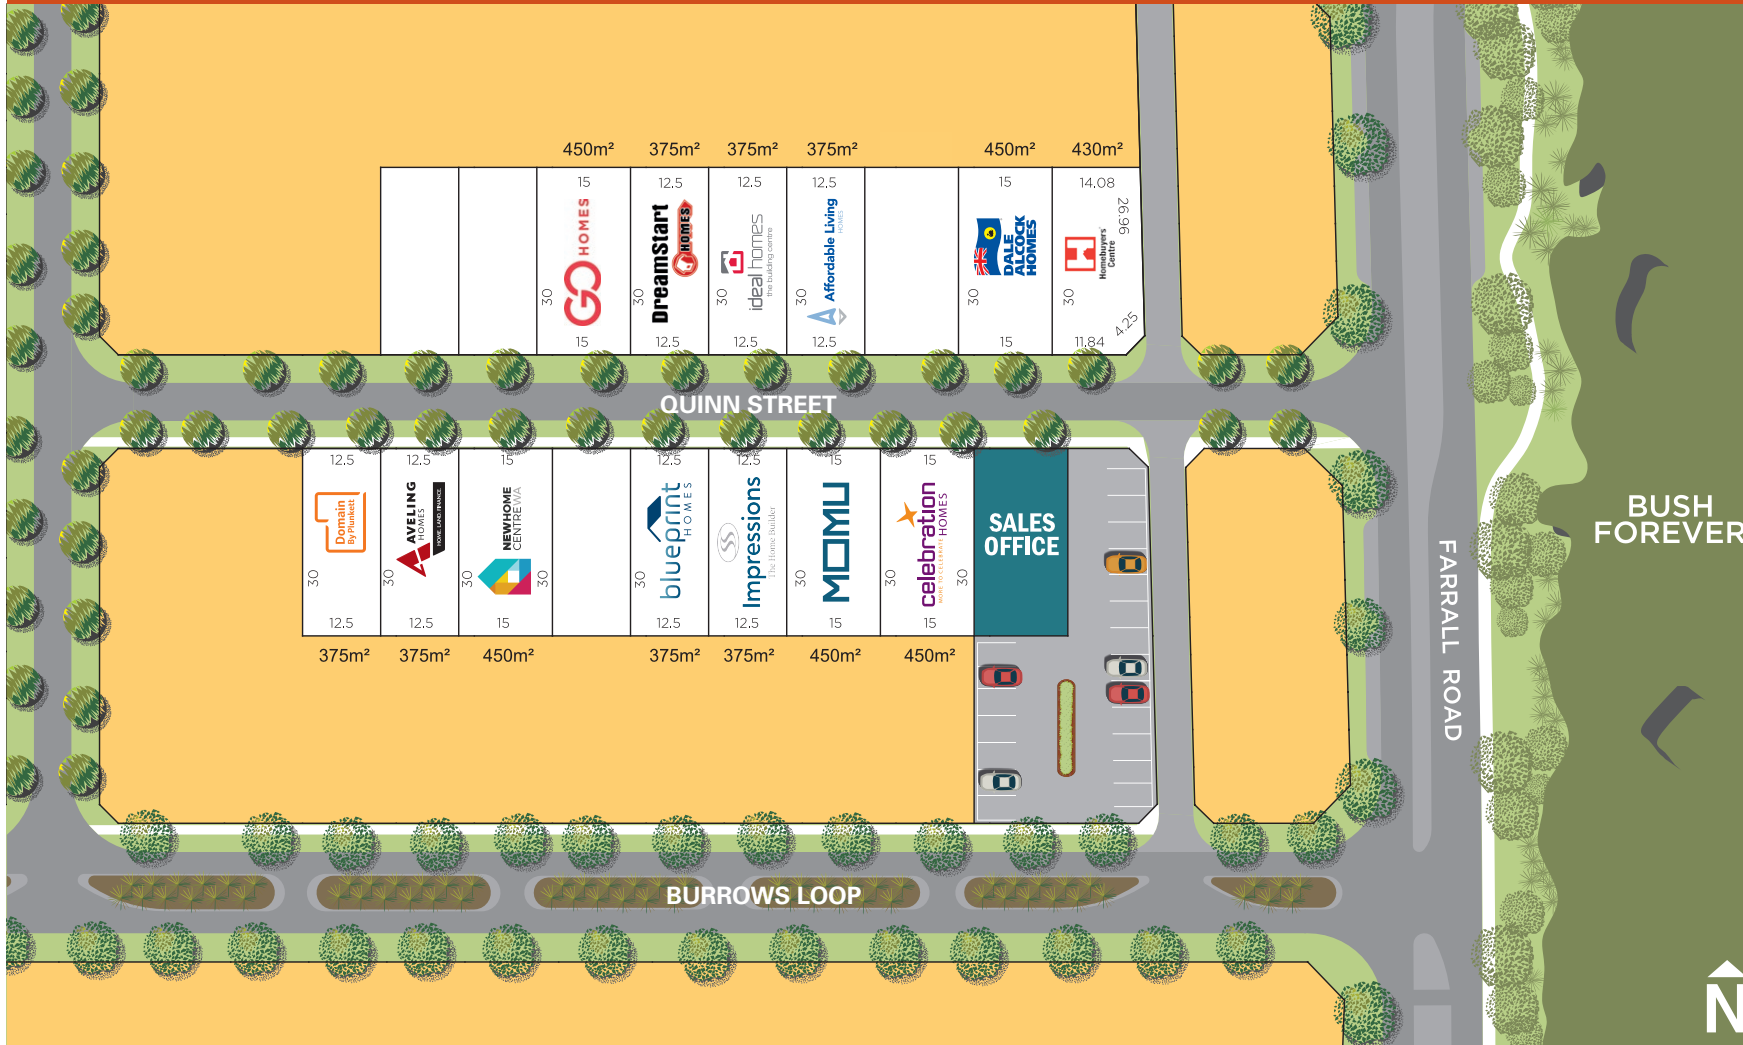 450m²
375m²
375m²
375m²
450m²
430m²
15
12.5
12.5
12.5
15
14.08
26.96
GO HOMES
DreamStart
HOMES
ideal homes
the building centre
Affordable Living
HOMES
DALE
ALCOCK
HOMES
Homebuyers
Centre
30
30
30
30
30
30
4.25
15
12.5
12.5
12.5
15
11.84
QUINN STREET
12.5
12.5
15
12.5
12.5
15
15
Domain
By Plunkett
AVELING
HOMES
HOME. LAND. FINANCE.
NEWHOME
CENTRE WA
blueprint
HOMES
Impressions
The Home Builder
MOMU
celebration
HOMES
MORE TO CELEBRATE
SALES
OFFICE
30
30
30
30
30
30
30
30
12.5
12.5
15
12.5
12.5
15
15
375m²
375m²
450m²
375m²
375m²
450m²
450m²
BUSH
FOREVER
FARRALL ROAD
BURROWS LOOP
N